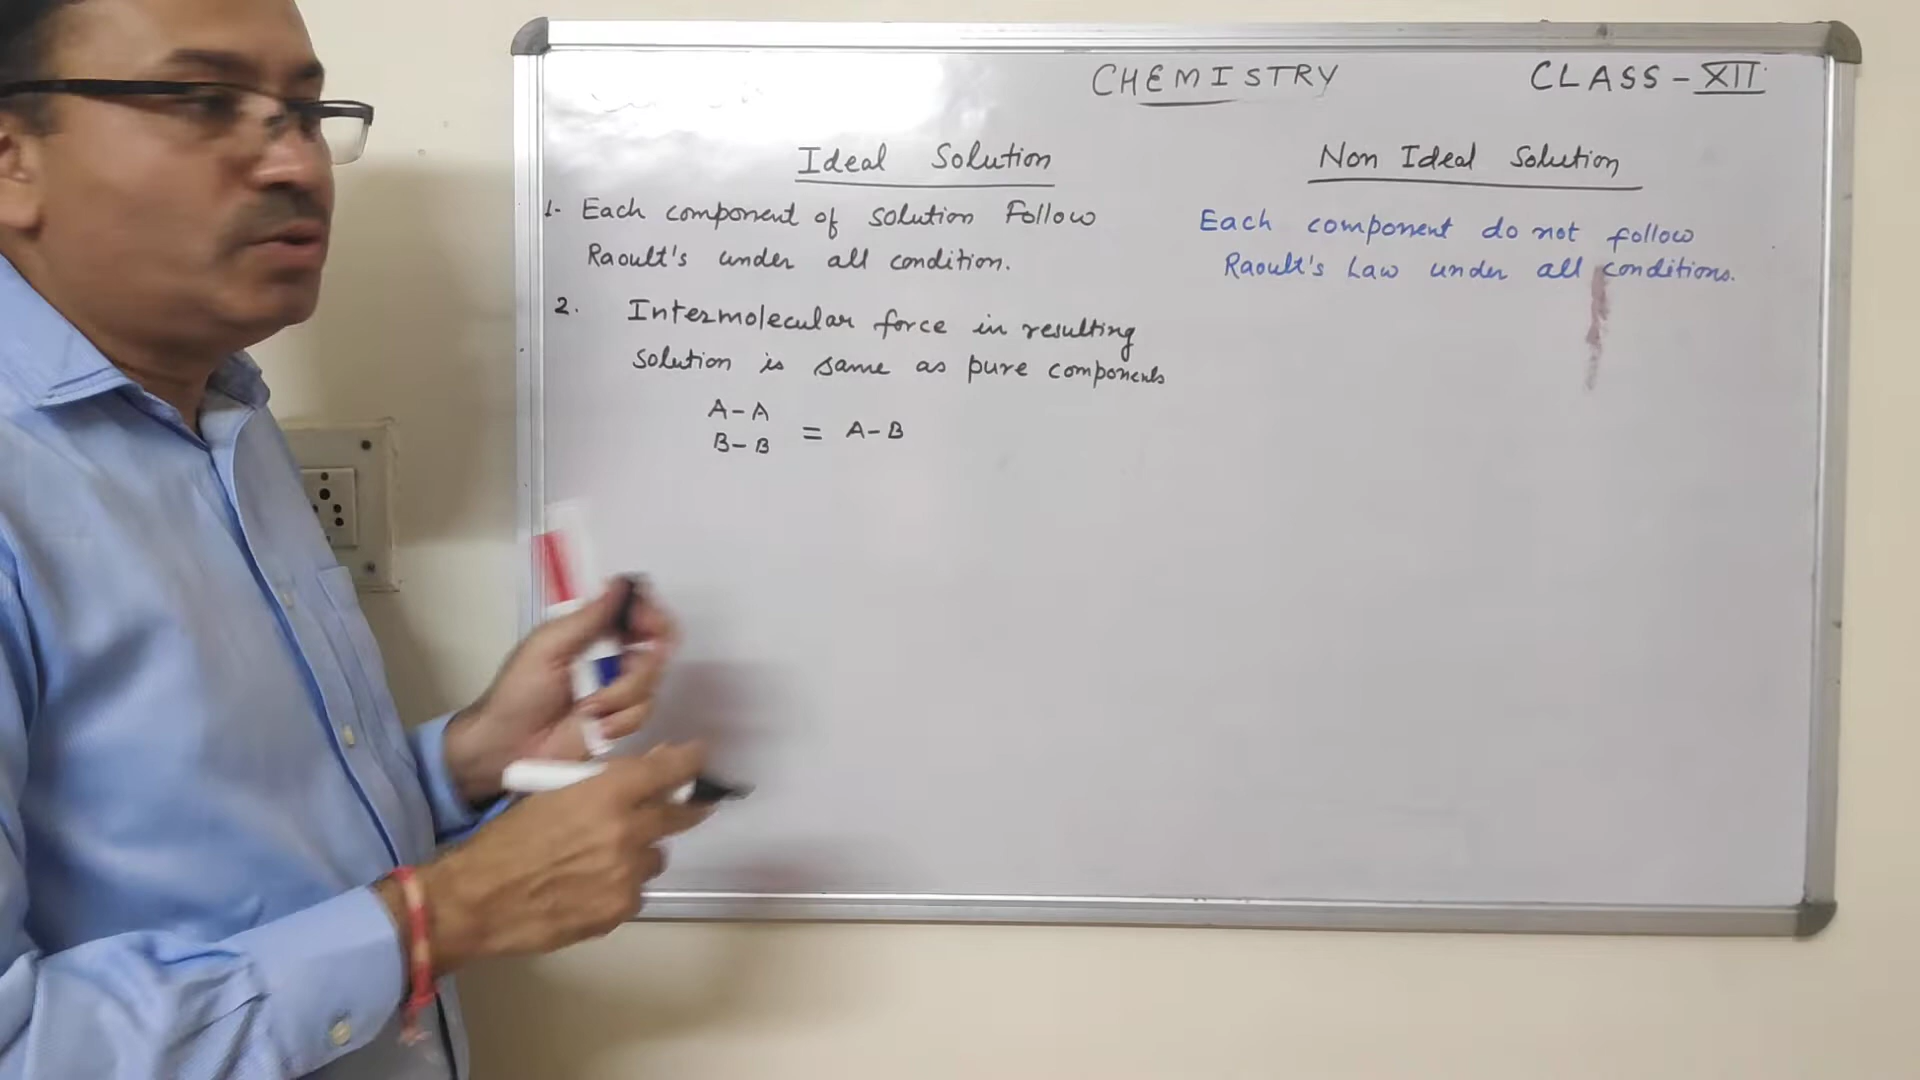 CHEMISTRY CLASS - XII
Ideal Solution Non Ideal Solution
1- Each component of solution Follow
Raoult's under all condition.
Each component do not follow
Raoult's Law under all conditions.
2. Intermolecular force in resulting
solution is same as pure components
A-A
B-B = A-B